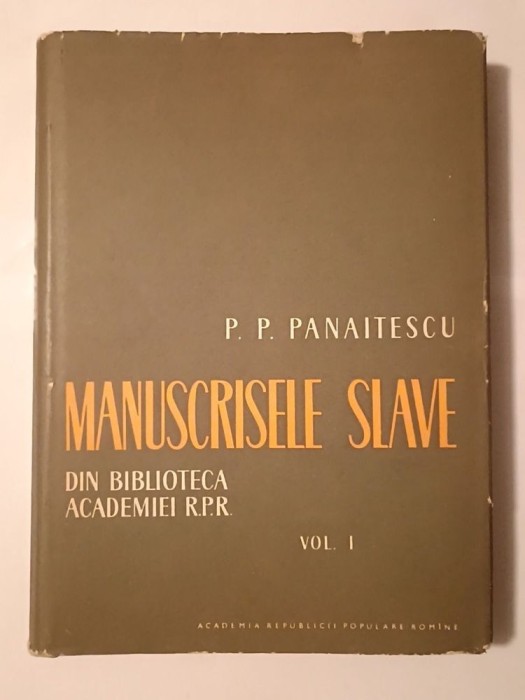 P. P. PANAITESCU
MANUSCRISELE SLAVE
DIN BIBLIOTECA
ACADEMIEI R.P.R.
VOL. I
ACADEMIA REPUBLICII POPULARE ROMÎNE